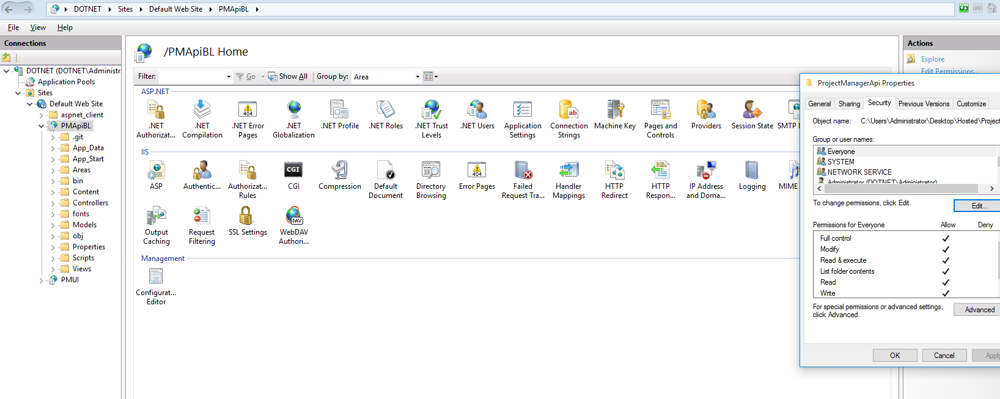 DOTNET
Sites
Default Web Site
PMApiBL
File View Help
Connections
DOTNET (DOTNET\Administr
Application Pools
Sites
Default Web Site
aspnet_client
PMApiBL
.git
App_Data
App_Start
Areas
bin
Content
Controllers
fonts
Models
obj
Properties
Scripts
Views
PMUI
/PMApiBL Home
Filter: Go Show All Group by: Area
ASP.NET
.NET
Authorizat...
.NET
Compilation
404
.NET Error
Pages
.NET
Globalization
.NET Profile
.NET Roles
.NET Trust
Levels
.NET Users
Application
Settings
ab
Connection
Strings
Machine Key
Pages and
Controls
Providers
Session State
SMTP
IIS
ASP
Authentic...
Authorizat...
Rules
CGI
CGI
Compression
Default
Document
Directory
Browsing
404
Error Pages
Failed
Request Tra...
Handler
Mappings
HTTP
Redirect
HTTP
Respon...
IP Address
and Doma...
Logging
MIME
Output
Caching
Request
Filtering
SSL Settings
DAV
WebDAV
Authori...
Management
Configurat...
Editor
Actions
Explore
Edit Permissions...
ProjectManagerApi Properties
General Sharing Security Previous Versions Customize
Object name: C:\Users\Administrator\Desktop\Hosted\Project
Group or user names:
Everyone
SYSTEM
NETWORK SERVICE
Administrator (DOTNET\Administrator)
To change permissions, click Edit.
Edit...
Permissions for Everyone Allow Deny
Full control
Modify
Read & execute
List folder contents
Read
Write
For special permissions or advanced settings,
click Advanced.
Advanced
OK Cancel Apply